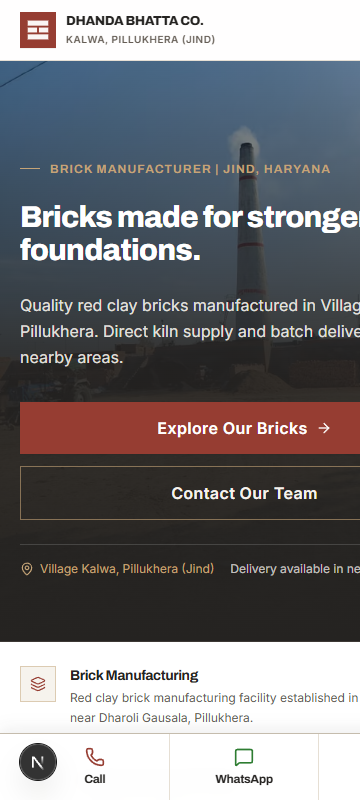 DHANDA BHATTA CO.
KALWA, PILLUKHERA (JIND)
BRICK MANUFACTURER | JIND, HARYANA
Bricks made for stronger
foundations.
Quality red clay bricks manufactured in Villag
Pillukhera. Direct kiln supply and batch delive
nearby areas.
Explore Our Bricks →
Contact Our Team
Village Kalwa, Pillukhera (Jind) Delivery available in ne
Brick Manufacturing
Red clay brick manufacturing facility established in
near Dharoli Gausala, Pillukhera.
N
Call
WhatsApp